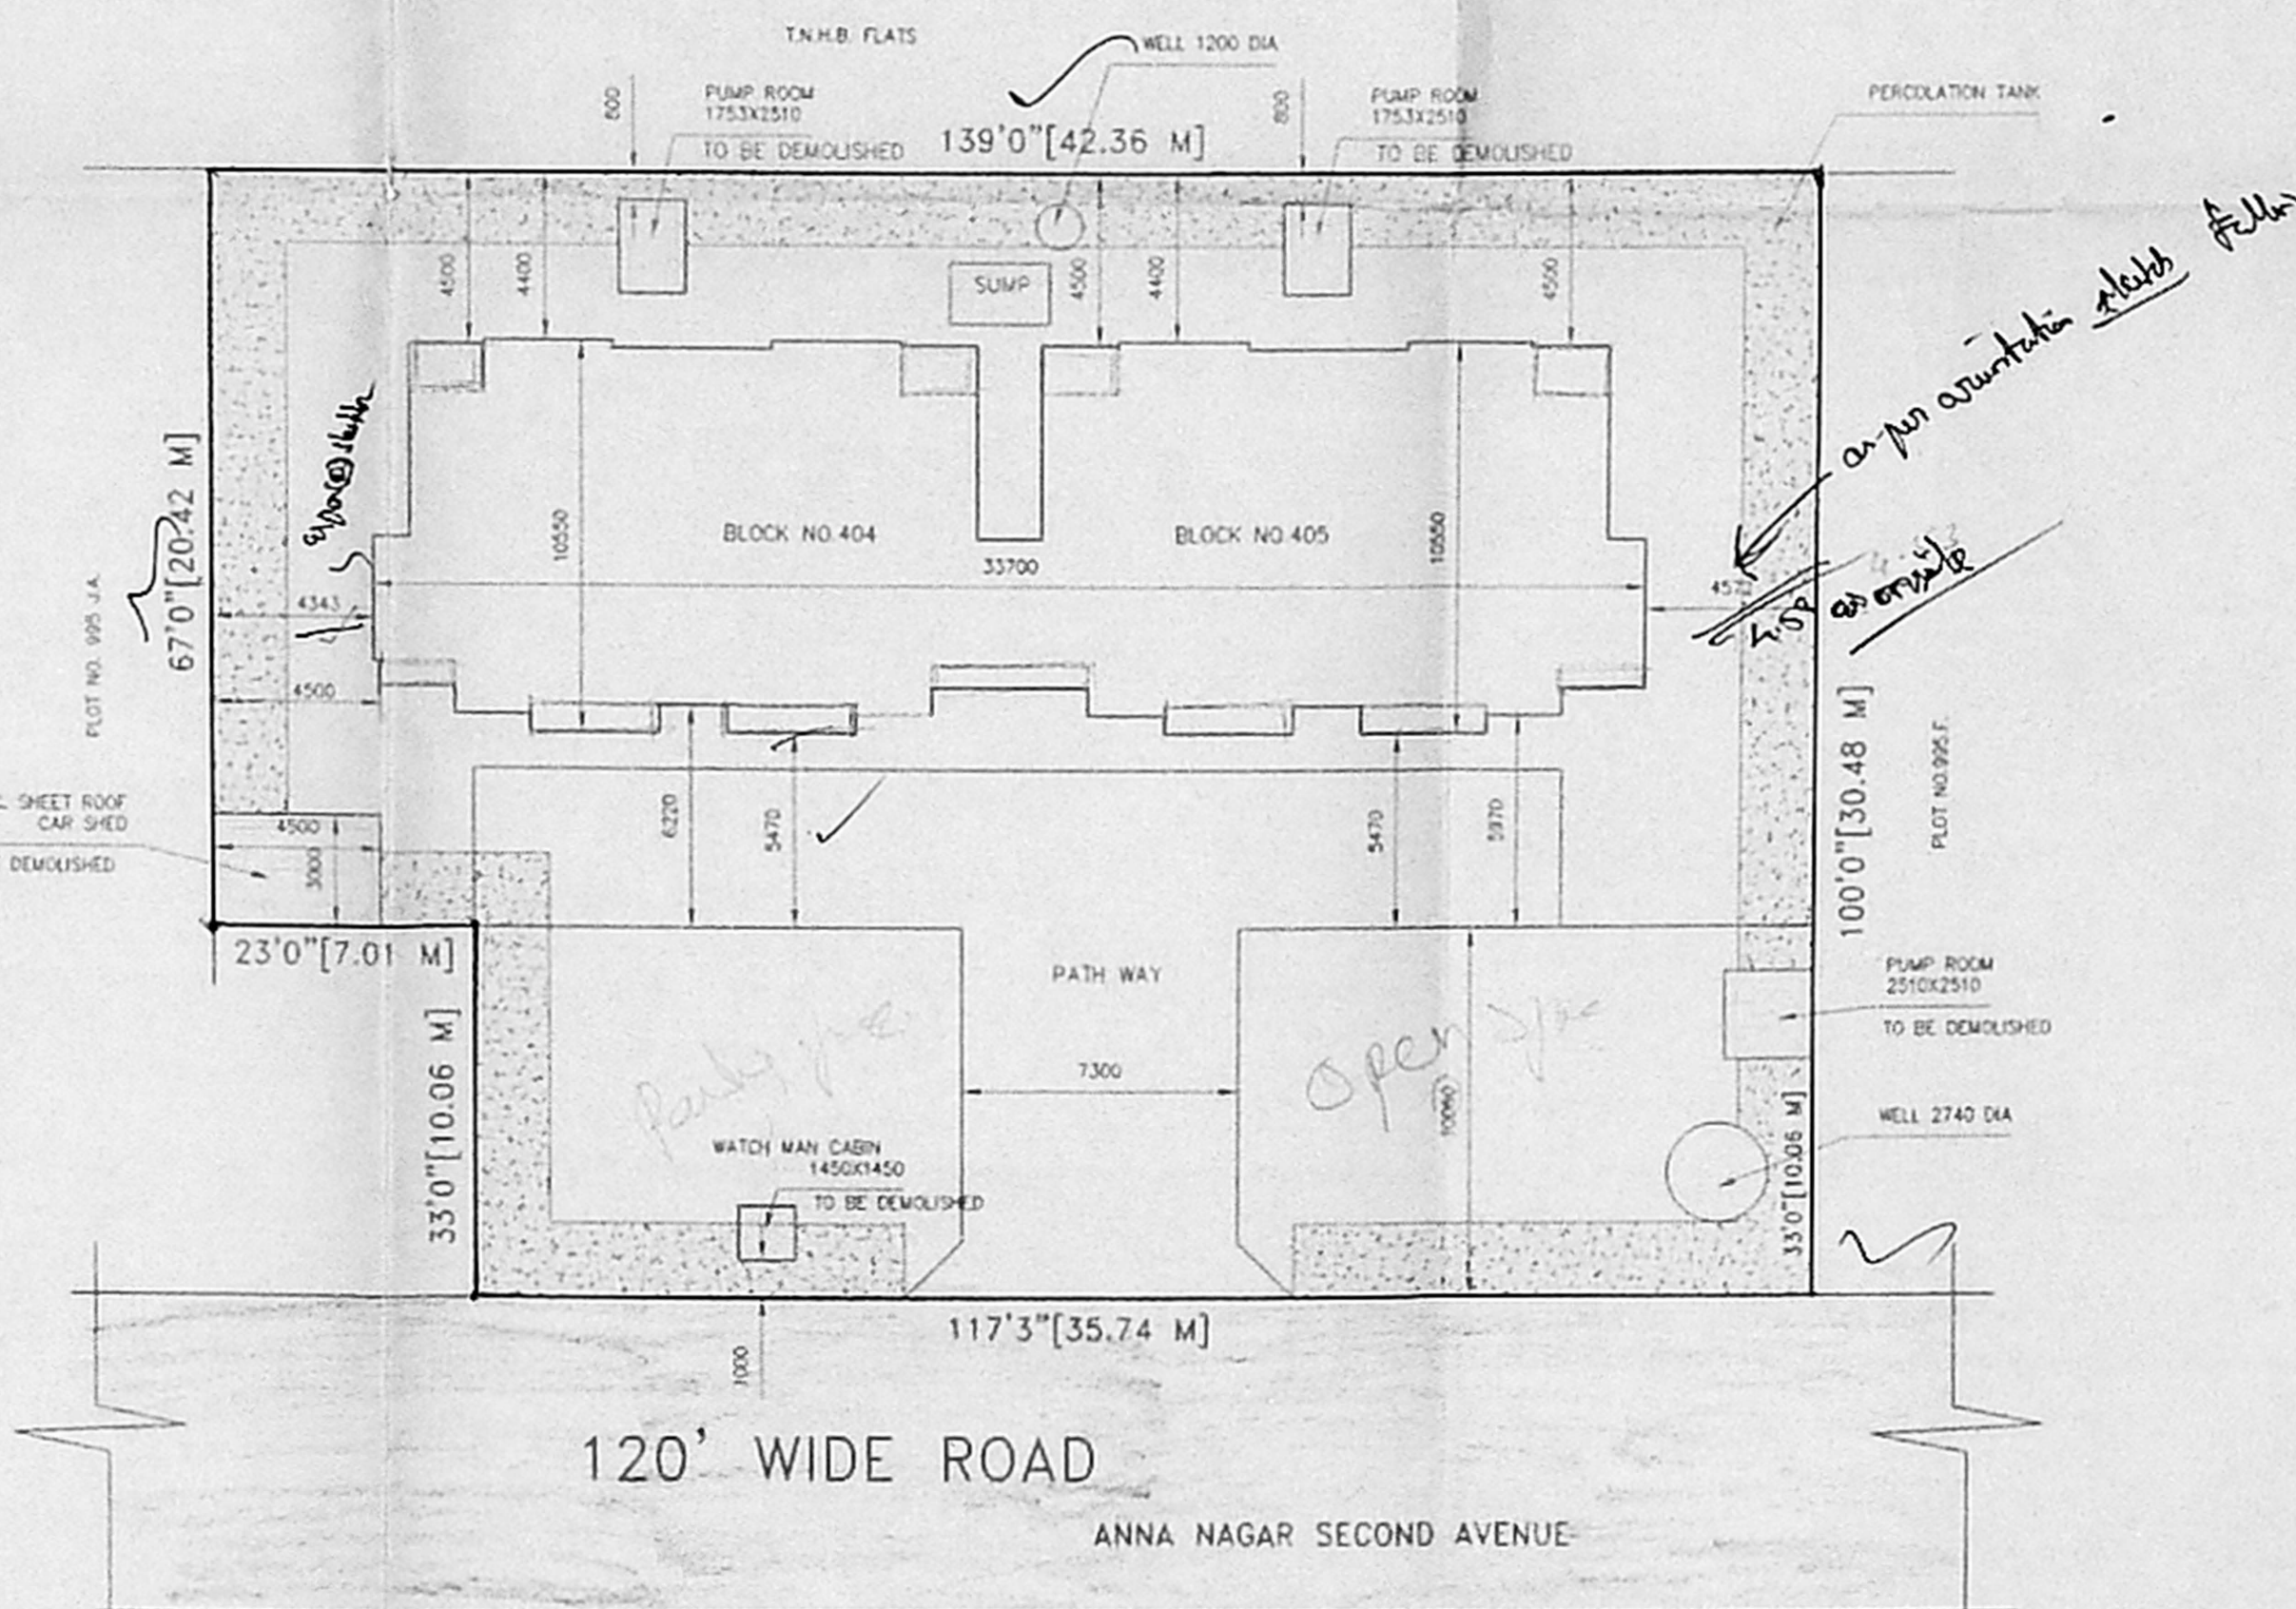 T.N.H.B. FLATS
WELL 1200 DIA
600
PUMP ROOM
1753X2510
TO BE DEMOLISHED
139'0"[42.36 M]
PUMP ROOM
1753X2510
TO BE DEMOLISHED
PERCOLATION TANK
4500
4400
SUMP
4500
4400
4500
as per orientation sketch
67'0"[20.42 M]
10550
BLOCK NO.404
BLOCK NO.405
10550
33700
4343
as onsite
PLOT NO. 995 J.A.
4500
100'0"[30.48 M]
PLOT NO.995.F.
SHEET ROOF
CAR SHED
DEMOLISHED
4500
3000
6220
5470
5470
5970
23'0"[7.01 M]
PATH WAY
PUMP ROOM
2510X2510
TO BE DEMOLISHED
33'0"[10.06 M]
7300
Open
10060
WATCH MAN CABIN
1450X1450
TO BE DEMOLISHED
WELL 2740 DIA
33'0"[10.06 M]
117'3"[35.74 M]
1000
120' WIDE ROAD
ANNA NAGAR SECOND AVENUE